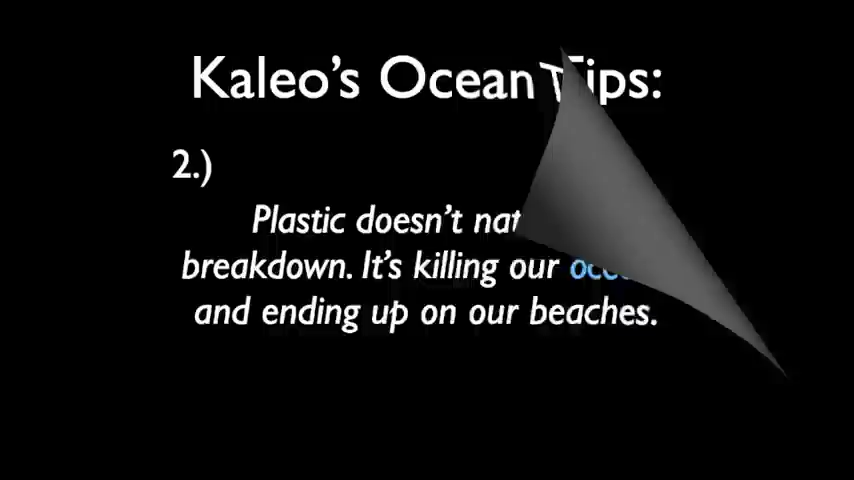 Kaleo's Ocean Tips:
2.)
Plastic doesn't
breakdown. It's killing our
and ending up on our beaches.